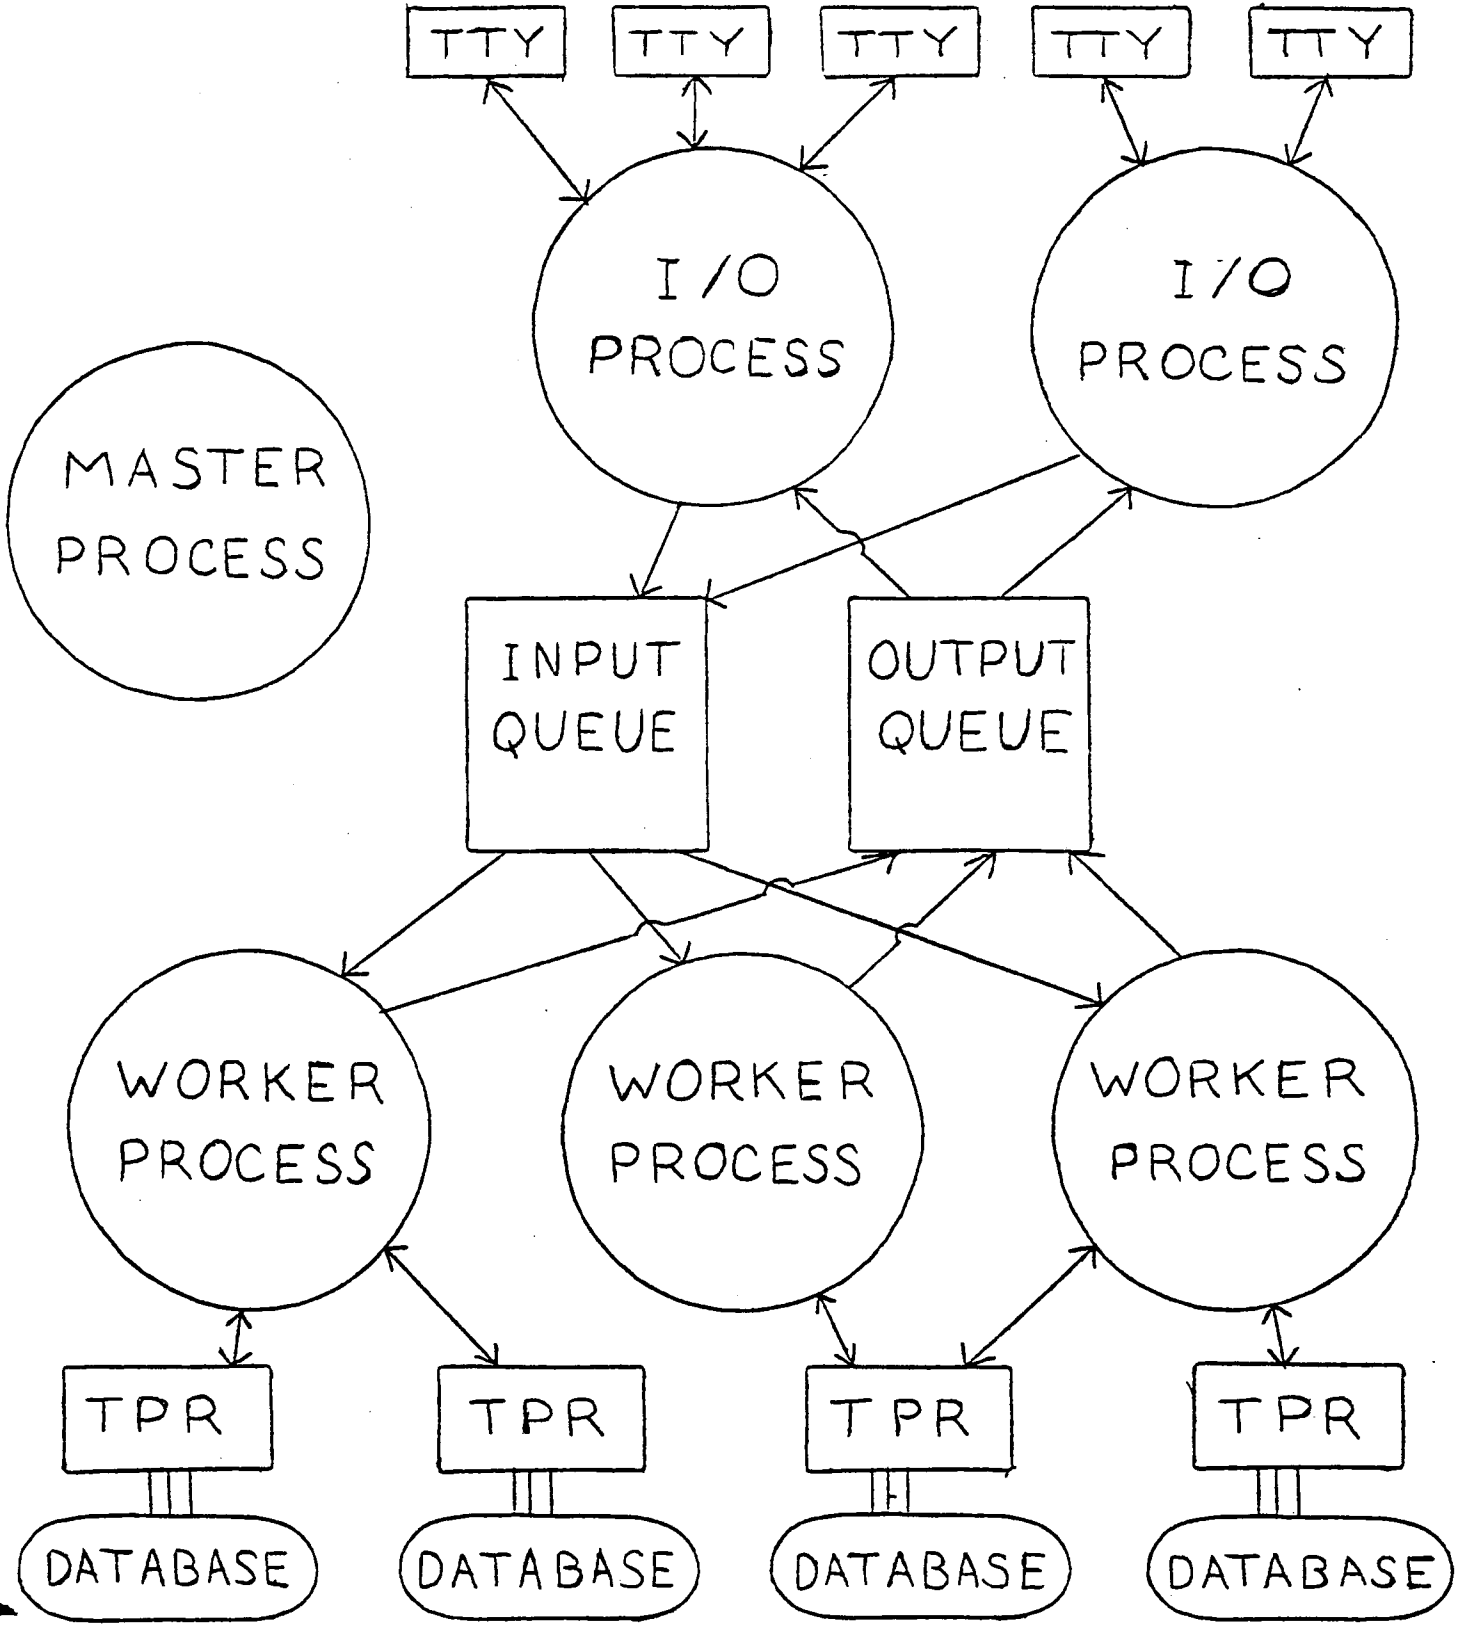 TTY
TTY
TTY
TTY
TTY
I/O
PROCESS
I/O
PROCESS
MASTER
PROCESS
INPUT
QUEUE
OUTPUT
QUEUE
WORKER
PROCESS
WORKER
PROCESS
WORKER
PROCESS
TPR
TPR
TPR
TPR
DATABASE
DATABASE
DATABASE
DATABASE